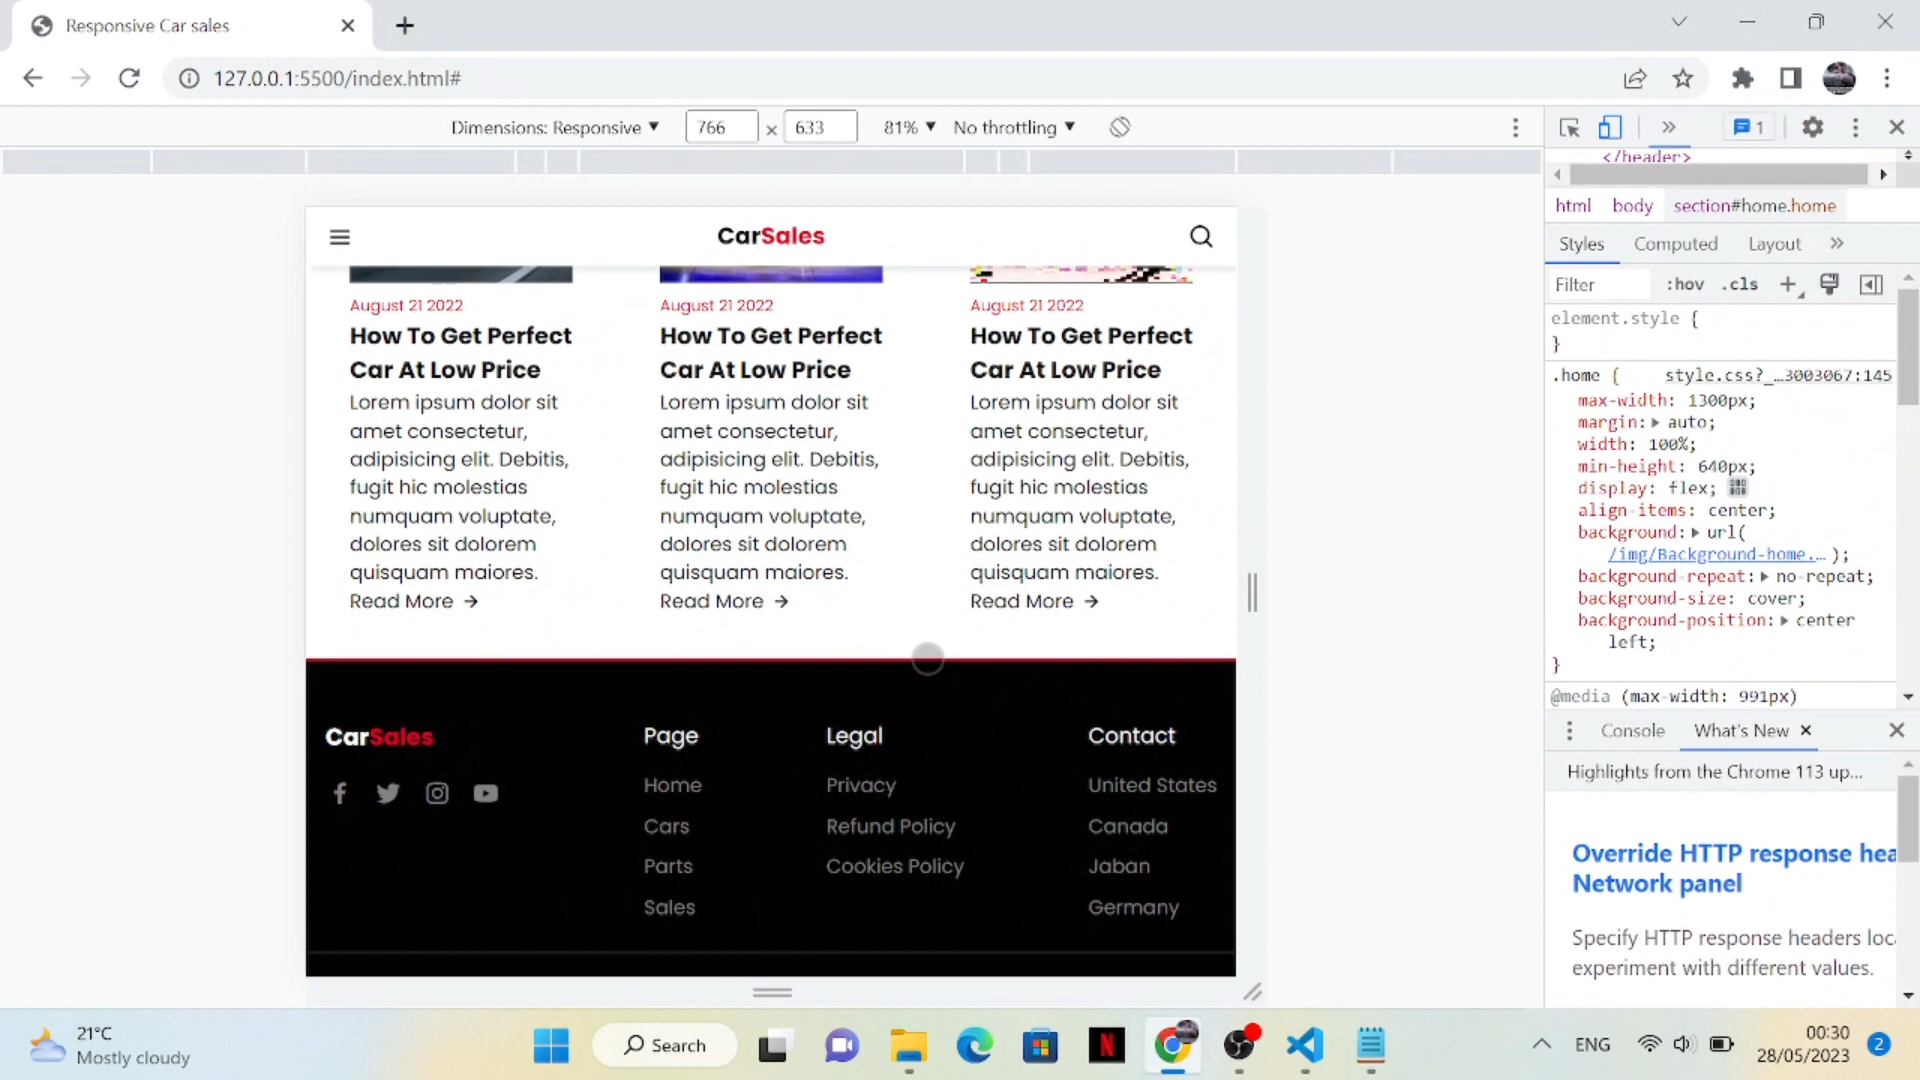 Responsive Car sales
127.0.0.1:5500/index.html#
Dimensions: Responsive 766 × 633 81% No throttling
1
</header>
html body section#home.home
Styles Computed Layout
Filter :hov .cls
element.style {
}
.home { style.css?_…3003067:145
max-width: 1300px;
margin: auto;
width: 100%;
min-height: 640px;
display: flex;
align-items: center;
background: url(
/img/Background-home.… );
background-repeat: no-repeat;
background-size: cover;
background-position: center
left;
}
@media (max-width: 991px)
Console What's New
Highlights from the Chrome 113 up...
Override HTTP response hea
Network panel
Specify HTTP response headers loc
experiment with different values.
CarSales
August 21 2022
How To Get Perfect
Car At Low Price
Lorem ipsum dolor sit
amet consectetur,
adipisicing elit. Debitis,
fugit hic molestias
numquam voluptate,
dolores sit dolorem
quisquam maiores.
Read More →
August 21 2022
How To Get Perfect
Car At Low Price
Lorem ipsum dolor sit
amet consectetur,
adipisicing elit. Debitis,
fugit hic molestias
numquam voluptate,
dolores sit dolorem
quisquam maiores.
Read More →
August 21 2022
How To Get Perfect
Car At Low Price
Lorem ipsum dolor sit
amet consectetur,
adipisicing elit. Debitis,
fugit hic molestias
numquam voluptate,
dolores sit dolorem
quisquam maiores.
Read More →
CarSales
Page
Home
Cars
Parts
Sales
Legal
Privacy
Refund Policy
Cookies Policy
Contact
United States
Canada
Jaban
Germany
21°C
Mostly cloudy
Search
N
ENG
00:30
28/05/2023
2